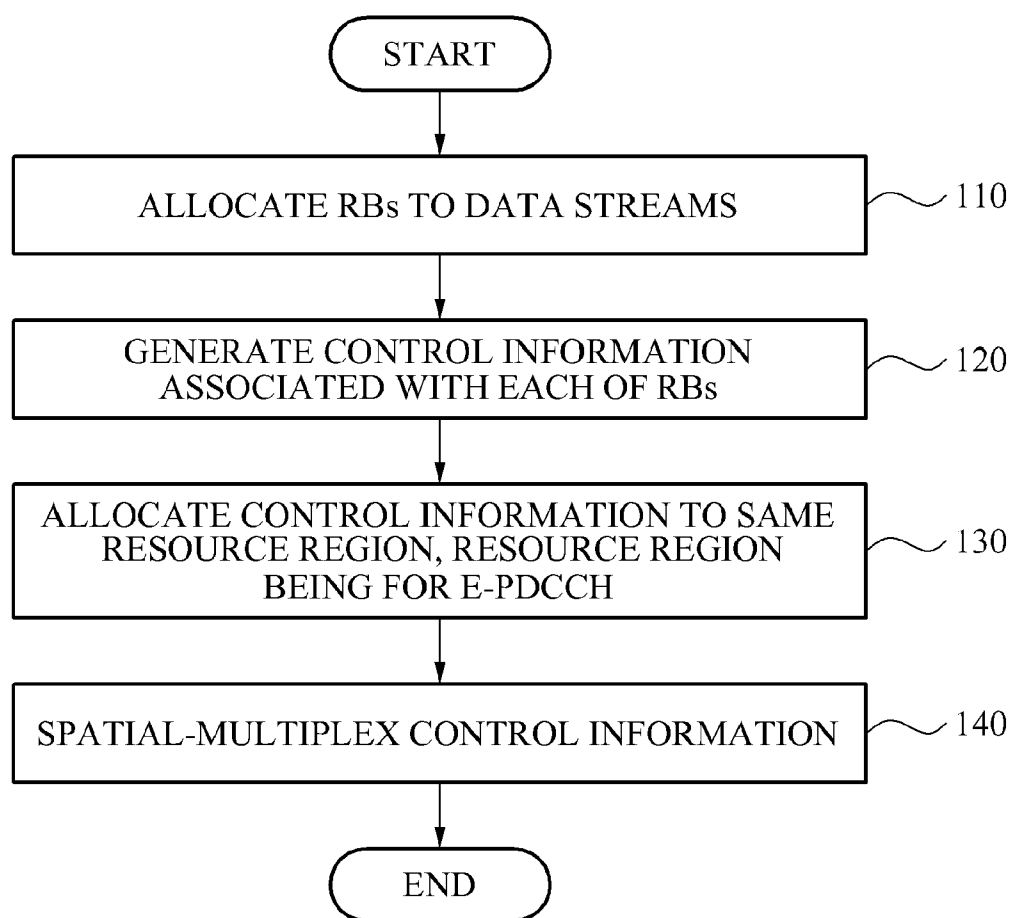 START
ALLOCATE RBs TO DATA STREAMS
110
GENERATE CONTROL INFORMATION
ASSOCIATED WITH EACH OF RBs
120
ALLOCATE CONTROL INFORMATION TO SAME
RESOURCE REGION, RESOURCE REGION
BEING FOR E-PDCCH
130
SPATIAL-MULTIPLEX CONTROL INFORMATION
140
END